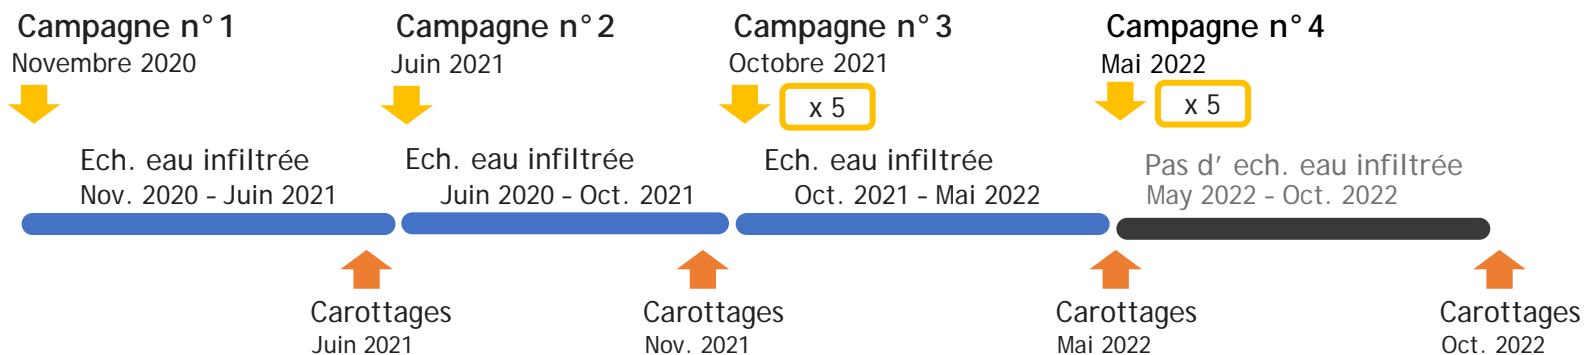 Campagne n°1
Novembre 2020
Campagne n°2
Juin 2021
Campagne n°3
Octobre 2021
Campagne n°4
Mai 2022
x 5
x 5
Ech. eau infiltrée
Nov. 2020 – Juin 2021
Ech. eau infiltrée
Juin 2020 – Oct. 2021
Ech. eau infiltrée
Oct. 2021 – Mai 2022
Pas d’ ech. eau infiltrée
May 2022 – Oct. 2022
Carottages
Juin 2021
Carottages
Nov. 2021
Carottages
Mai 2022
Carottages
Oct. 2022